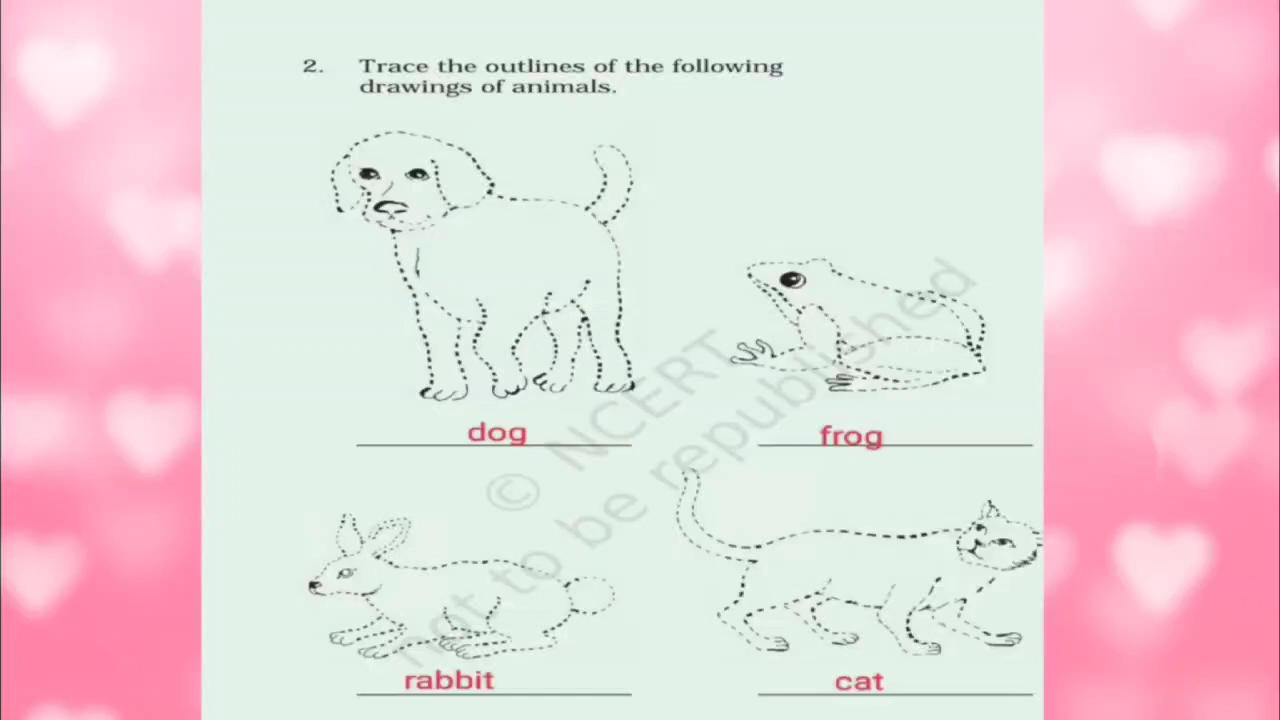 2. Trace the outlines of the following
drawings of animals.
dog
frog
© NCERT
not to be republished
rabbit
cat